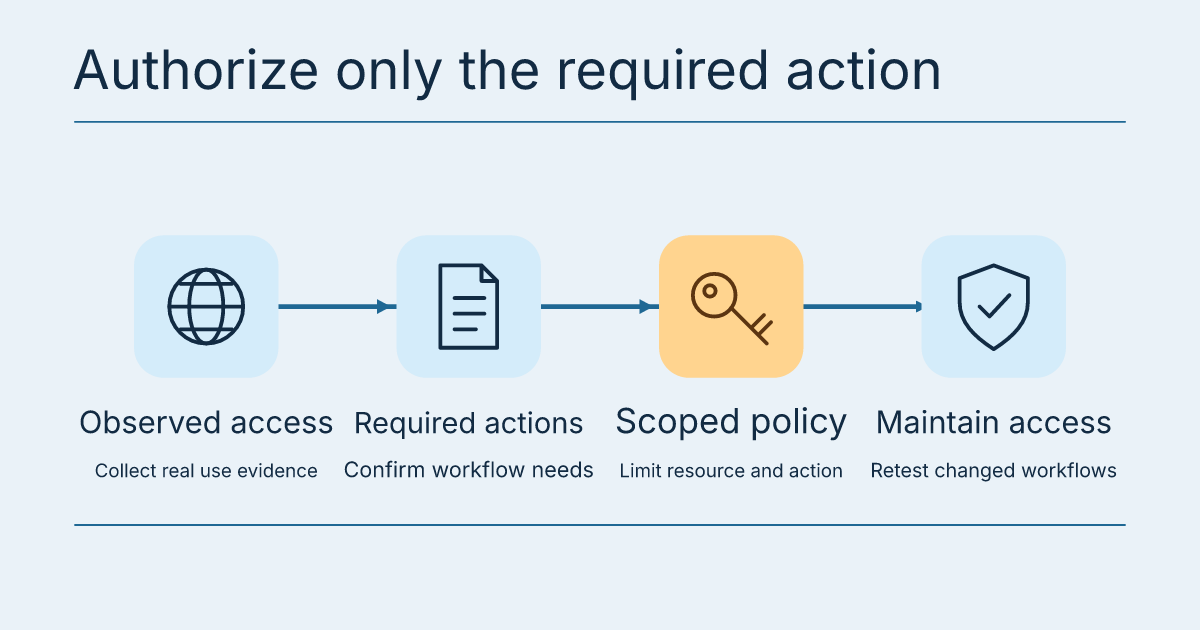 Authorize only the required action
Observed access
Required actions
Scoped policy
Maintain access
Collect real use evidence
Confirm workflow needs
Limit resource and action
Retest changed workflows